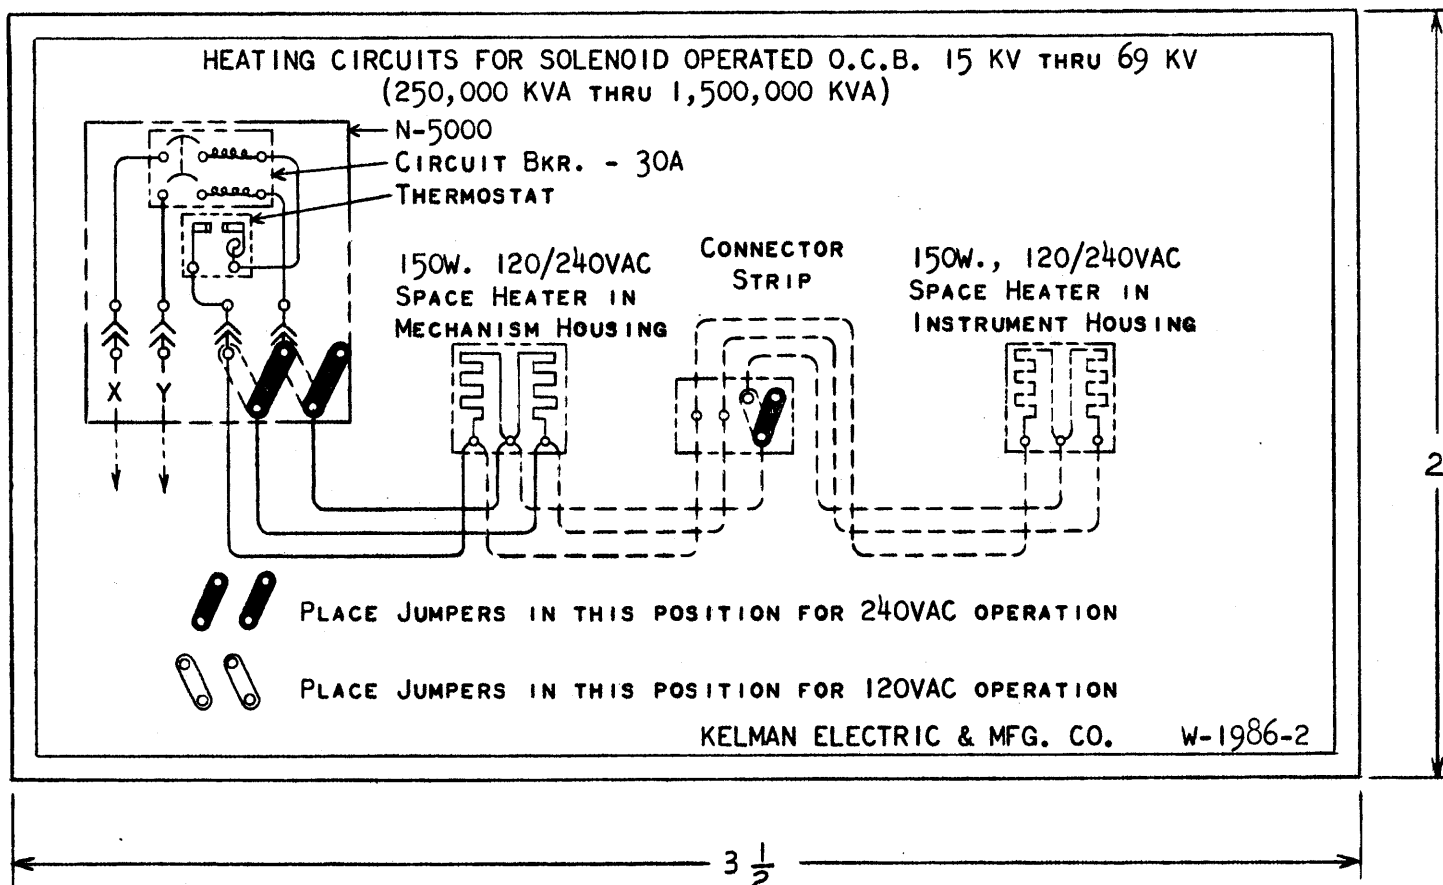 HEATING CIRCUITS FOR SOLENOID OPERATED O.C.B. 15 KV THRU 69 KV
(250,000 KVA THRU 1,500,000 KVA)
N-5000
CIRCUIT BKR. - 30A
THERMOSTAT
150W. 120/240VAC
SPACE HEATER IN
MECHANISM HOUSING
CONNECTOR
STRIP
150W., 120/240VAC
SPACE HEATER IN
INSTRUMENT HOUSING
X Y
2
PLACE JUMPERS IN THIS POSITION FOR 240VAC OPERATION
PLACE JUMPERS IN THIS POSITION FOR 120VAC OPERATION
KELMAN ELECTRIC & MFG. CO. W-1986-2
3 1/2